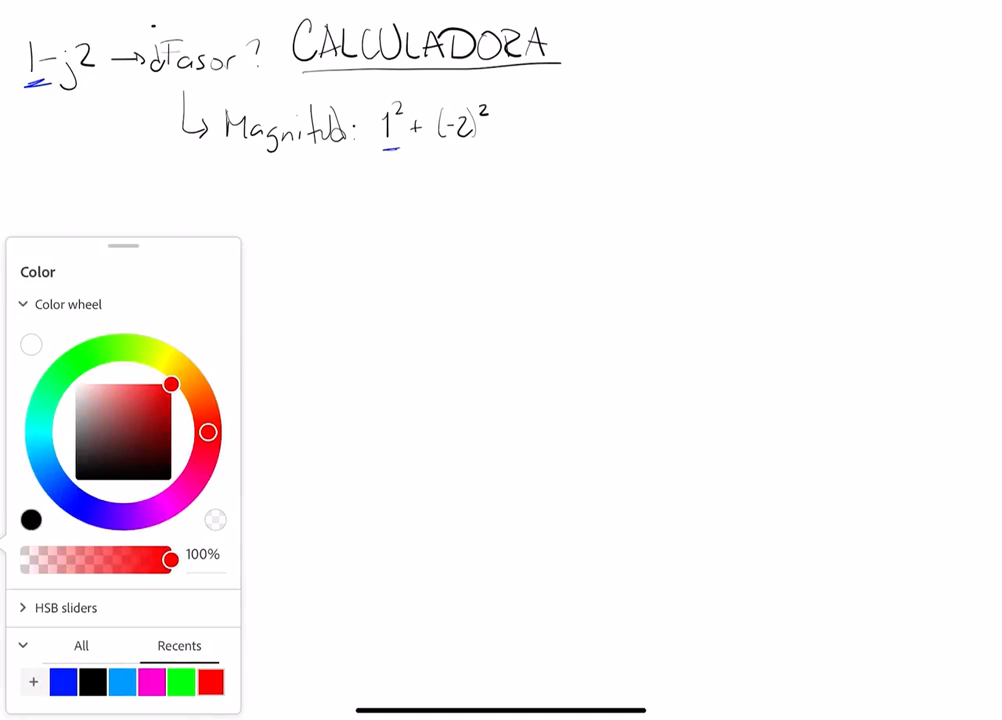 1-j2 → ¿Fasor? CALCULADORA
↳ Magnitud: 1² + (-2)²
Color
Color wheel
100%
HSB sliders
All Recents
+